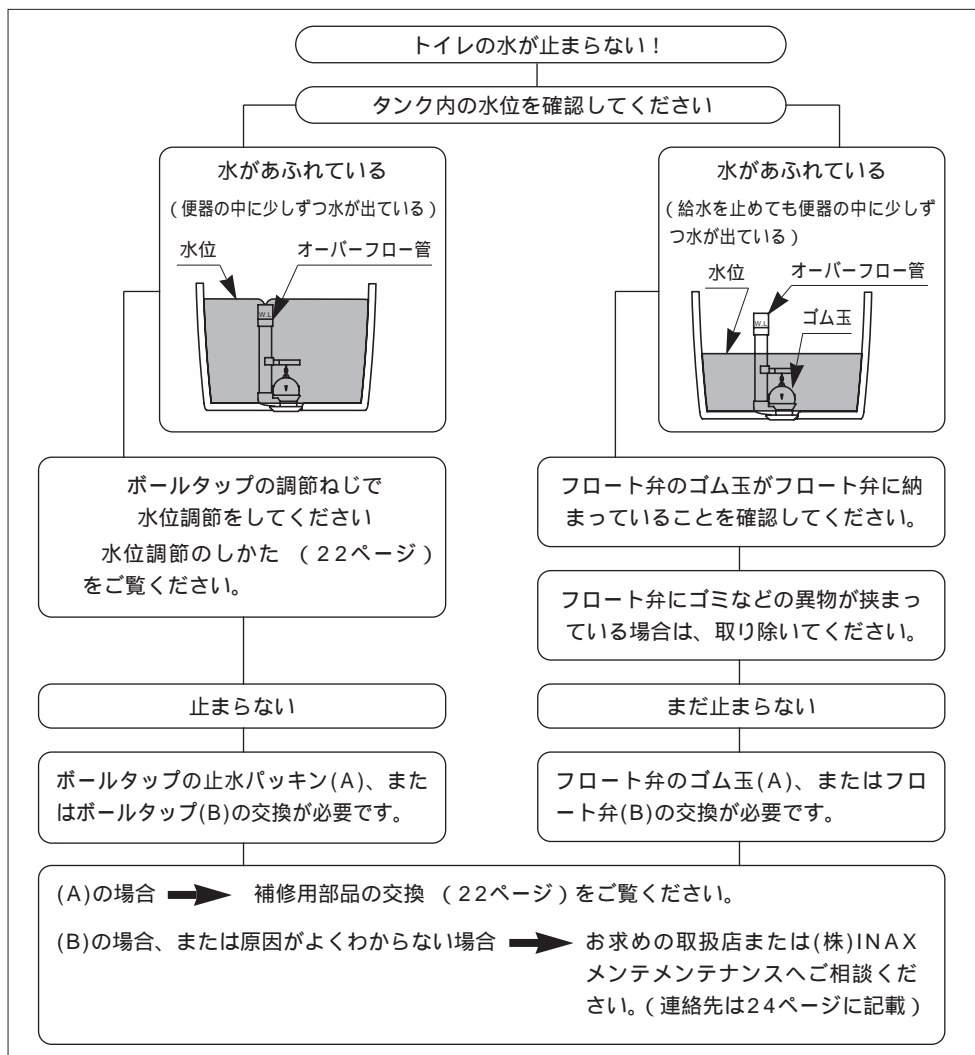 トイレの水が止まらない！
タンク内の水位を確認してください
水があふれている
（便器の中に少しずつ水が出ている）
水位
オーバーフロー管
W.L
ボールタップの調節ねじで
水位調節をしてください
水位調節のしかた （22ページ）
をご覧ください。
止まらない
ボールタップの止水パッキン(A)、また
はボールタップ(B)の交換が必要です。
水があふれている
（給水を止めても便器の中に少しず
つ水が出ている）
水位
オーバーフロー管
ゴム玉
W.L
フロート弁のゴム玉がフロート弁に納
まっていることを確認してください。
フロート弁にゴミなどの異物が挟まっ
ている場合は、取り除いてください。
まだ止まらない
フロート弁のゴム玉(A)、またはフロ
ート弁(B)の交換が必要です。
(A)の場合 補修用部品の交換 （22ページ）をご覧ください。
(B)の場合、または原因がよくわからない場合 お求めの取扱店または(株)INAX
メンテメンテナンスへご相談くだ
さい。（連絡先は24ページに記載）